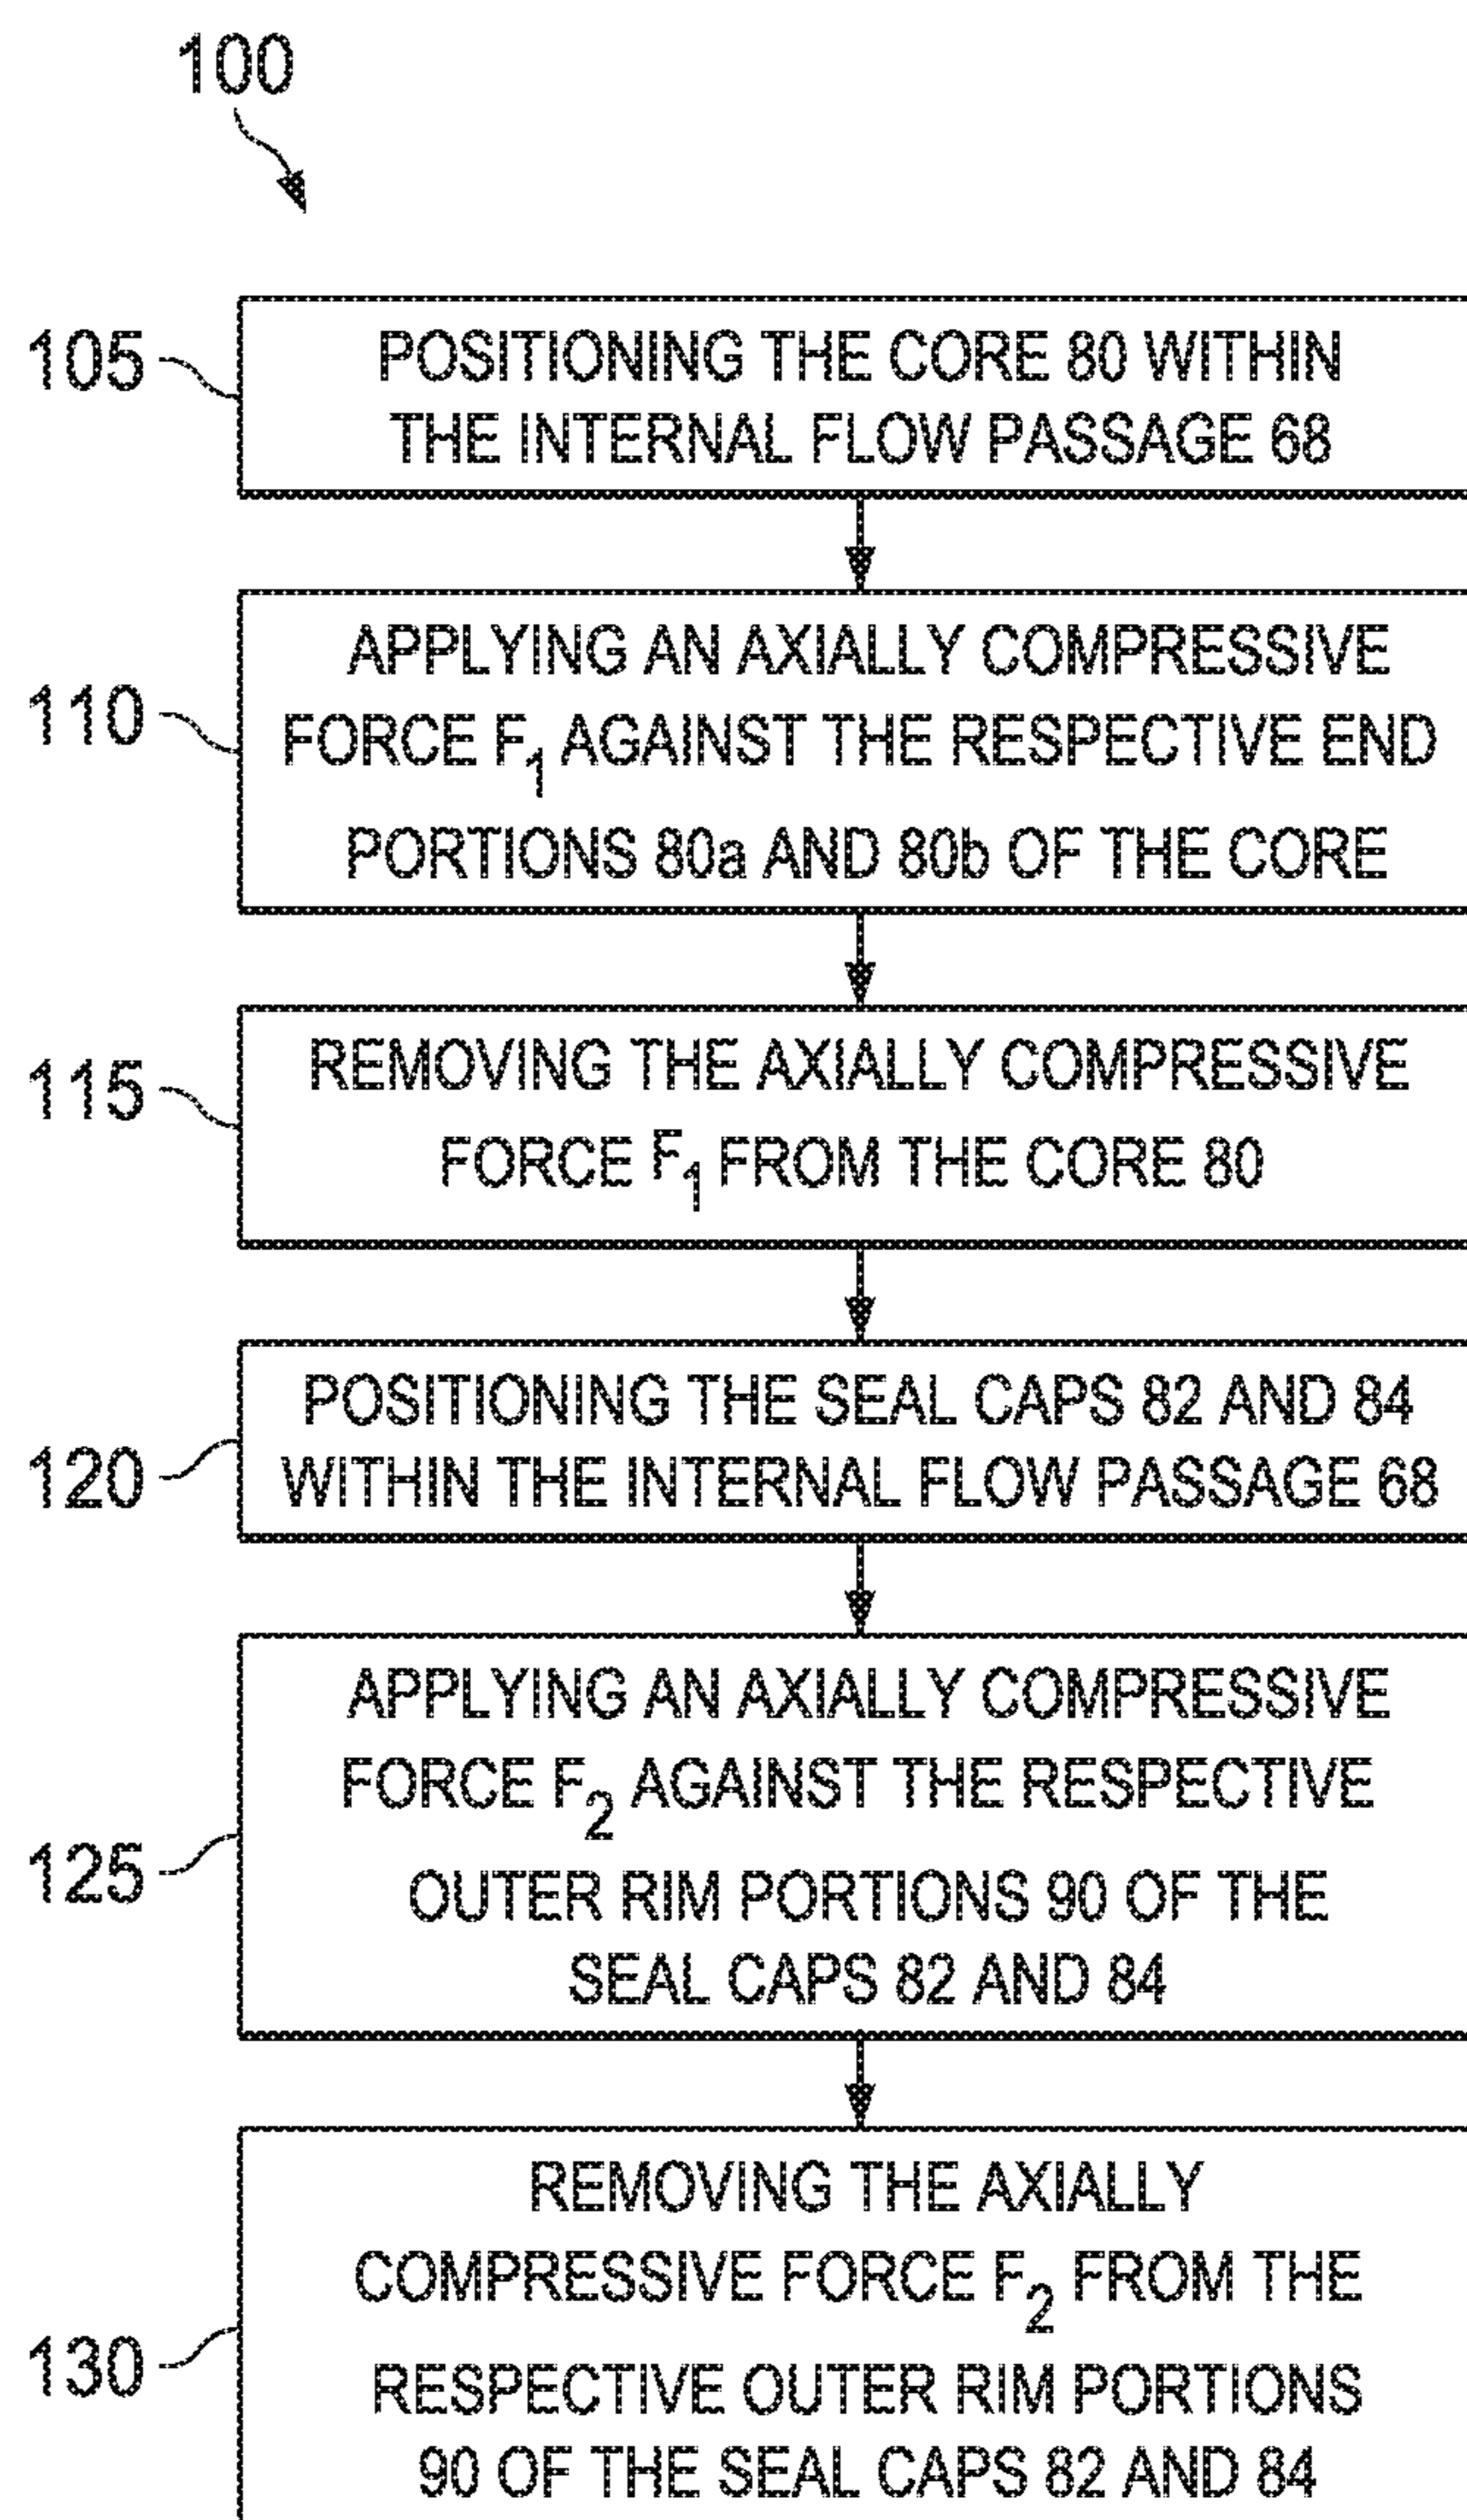 100
105
POSITIONING THE CORE 80 WITHIN
THE INTERNAL FLOW PASSAGE 68
110
APPLYING AN AXIALLY COMPRESSIVE
FORCE F1 AGAINST THE RESPECTIVE END
PORTIONS 80a AND 80b OF THE CORE
115
REMOVING THE AXIALLY COMPRESSIVE
FORCE F1 FROM THE CORE 80
120
POSITIONING THE SEAL CAPS 82 AND 84
WITHIN THE INTERNAL FLOW PASSAGE 68
125
APPLYING AN AXIALLY COMPRESSIVE
FORCE F2 AGAINST THE RESPECTIVE
OUTER RIM PORTIONS 90 OF THE
SEAL CAPS 82 AND 84
130
REMOVING THE AXIALLY
COMPRESSIVE FORCE F2 FROM THE
RESPECTIVE OUTER RIM PORTIONS
90 OF THE SEAL CAPS 82 AND 84